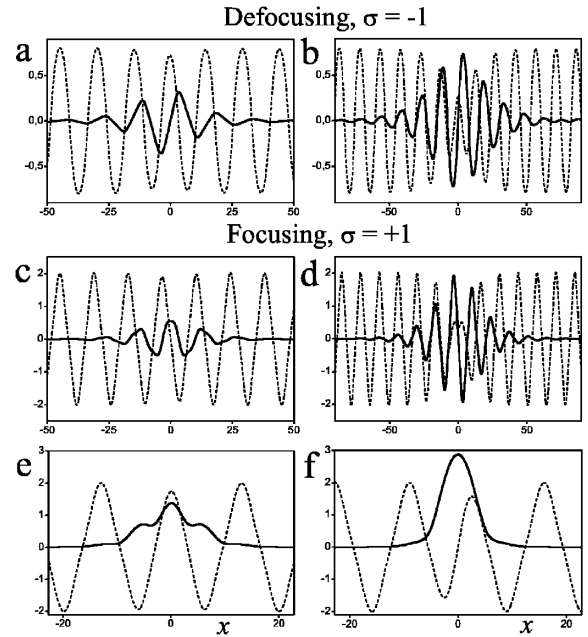 Defocusing, σ = -1
a b
0,5 0,5
0,0 0,0
-0,5 -0,5
-50 -25 0 25 50 -50 0 50
Focusing, σ = +1
c d
2 2
1 1
0 0
-1 -1
-2 -2
-50 -25 0 25 50 -50 0 50
e f
3 3
2 2
1 1
0 0
-1 -1
-2 -2
-20 0 x 20 -20 0 x 20